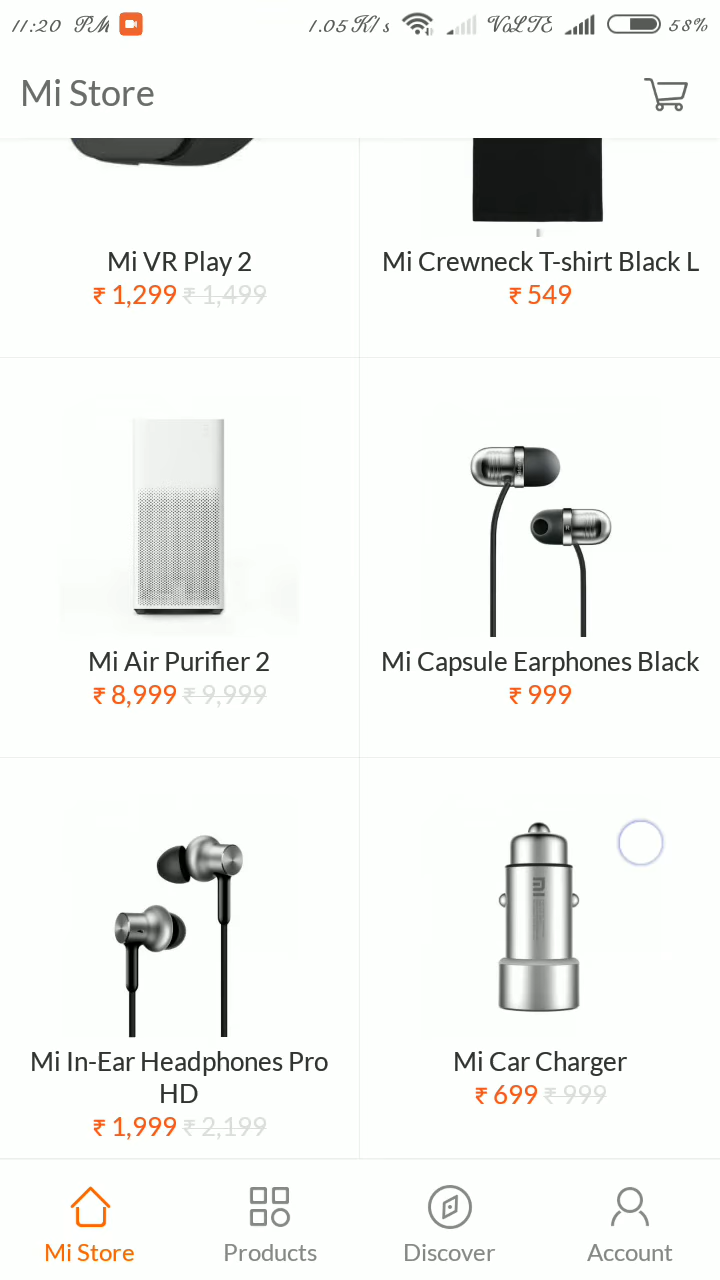 11:20 PM 1.05 K/s VoLTE 58%
Mi Store
Mi VR Play 2
₹ 1,299 ₹ 1,499
Mi Crewneck T-shirt Black L
₹ 549
Mi Air Purifier 2
₹ 8,999 ₹ 9,999
Mi Capsule Earphones Black
₹ 999
Mi In-Ear Headphones Pro
HD
₹ 1,999 ₹ 2,199
Mi Car Charger
₹ 699 ₹ 999
Mi Store
Products
Discover
Account